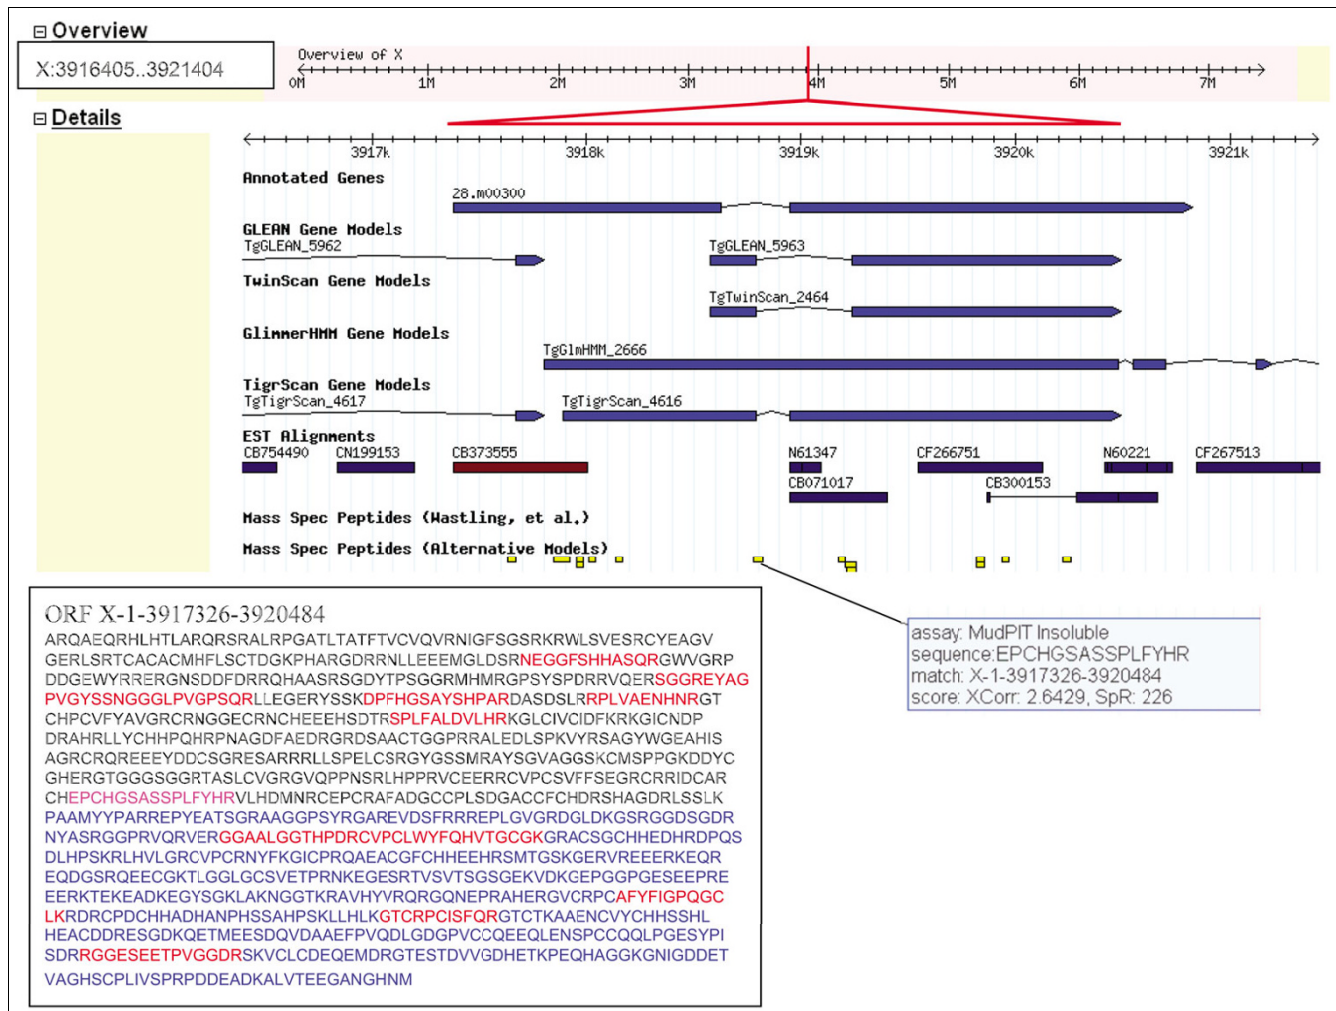 Overview
X:3916405..3921404
Overview of X
0M 1M 2M 3M 4M 5M 6M 7M
Details
3917k 3918k 3919k 3920k 3921k
Annotated Genes
28.m00300
GLEAN Gene Models
TgGLEAN_5962 TgGLEAN_5963
TwinScan Gene Models
TgTwinScan_2464
GlimmerHMM Gene Models
TgGlmHMM_2666
TigrScan Gene Models
TgTigrScan_4617 TgTigrScan_4616
EST Alignments
CB754490 CN199153 CB373555 N61347 CF266751 N60221 CF267513
CB071017 CB300153
Mass Spec Peptides (Wastling, et al.)
Mass Spec Peptides (Alternative Models)
ORF X-1-3917326-3920484
ARQAEQRHLHTLARQRSRALRPGATLTATFTVCVQVRNIGFSGSRKRWLSVESRCYEAGV
GERLSRTCACACMHFLSCTDGKPHARGDRRNLLEEEMGLDSRNEGGFSHHASQRGWVGRP
DDGEWYRRERGNSDDFDRRQHAASRSGDYTPSGGRMHMRGPSYSPDRRVQERSGGREYAG
PVGYSSNGGGLPVGPSQRLLEGERYSSKDPFHGSAYSHPARDASDSLRRPLVAENHNRGT
CHPCVFYAVGRCRNGGECRNCHEEEHSDTRSPLFALDVLHRKGLCIVCIDFKRKGICNDP
DRAHRLLYCHHPQHRPNAGDFAEDRGRDSAACTGGPRRALEDLSPKVYRSAGYWGEAHIS
AGRCRQREEEYDDCSGRESARRRLLSPELCSRGYGSSMRAYSGVAGGSKCMSPPGKDDYC
GHERGTGGGSGGRTASLCVGRGVQPPNSRLHPPRVCEERRCVPCSVFFSEGRCRRIDCAR
CHEPCHGSASSPLFYHRVLHDMNRCEPCRAFADGCCPLSDGACCFCHDRSHAGDRLSSLK
PAAMYYPARREPYEATSGRAAGGPSYRGAREVDSFRRREPLGVGRDGLDKGSRGGDSGDR
NYASRGGPRVQRVERGGAALGGTHPDRCVPCLWYFQHVTGCGKGRACSGCHHEDHRDPQS
DLHPSKRLHVLGRCVPCRNYFKGICPRQAEACGFCHHEEHRSMTGSKGERVREEERKEQR
EQDGSRQEECGKTLGGLGCSVETPRNKEGESRTVSVTSGSGEKVDKGEPGGPGESEEPRE
EERKTEKEADKEGYSGKLAKNGGTKRAVHYVRQRGQNEPRAHERGVCRPCAFYFIGPQGC
LKRDRCPDCHHADHANPHSSAHPSKLLHLKGTCRPCISFQRGTCTKAAENCVYCHHSSHL
HEACDDRESGDKQETMEESDQVDAAEFPVQDLGDGPVCCQEEQLENSPCCQQLPGESYPI
SDRRGGESEETPVGGDRSKVCLCDEQEMDRGTESTDVVGDHETKPEQHAGGKGNIGDDET
VAGHSCPLIVSPRPDDEADKALVTEEGANGHNM
assay: MudPIT Insoluble
sequence:EPCHGSASSPLFYHR
match: X-1-3917326-3920484
score: XCorr: 2.6429, SpR: 226